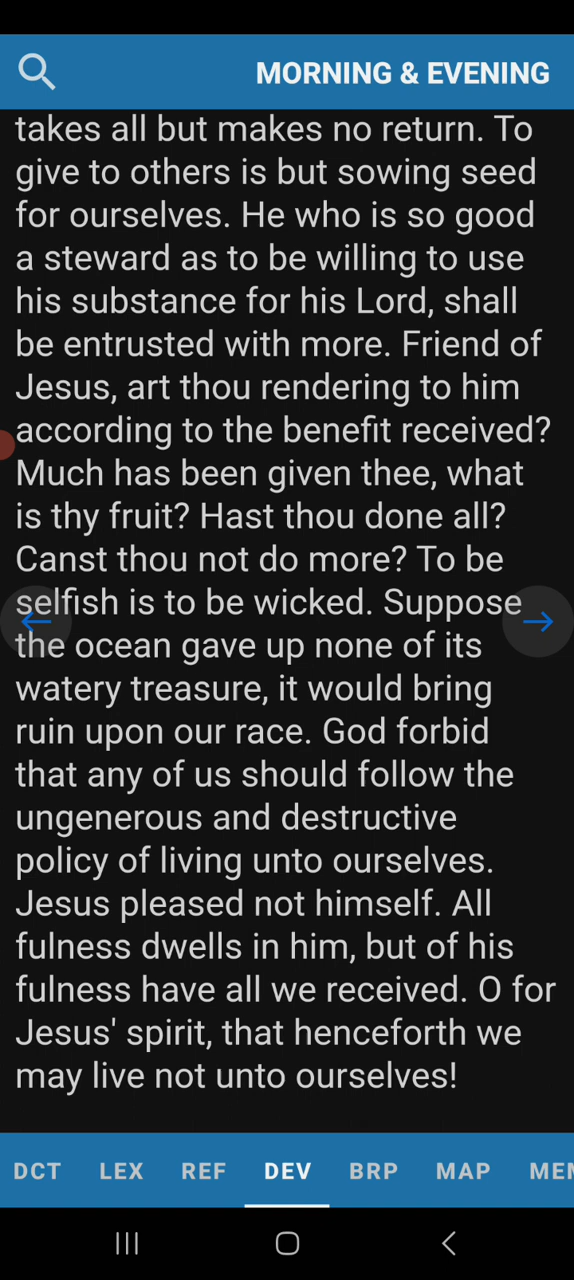 MORNING & EVENING
takes all but makes no return. To
give to others is but sowing seed
for ourselves. He who is so good
a steward as to be willing to use
his substance for his Lord, shall
be entrusted with more. Friend of
Jesus, art thou rendering to him
according to the benefit received?
Much has been given thee, what
is thy fruit? Hast thou done all?
Canst thou not do more? To be
selfish is to be wicked. Suppose
the ocean gave up none of its
watery treasure, it would bring
ruin upon our race. God forbid
that any of us should follow the
ungenerous and destructive
policy of living unto ourselves.
Jesus pleased not himself. All
fulness dwells in him, but of his
fulness have all we received. O for
Jesus' spirit, that henceforth we
may live not unto ourselves!
DCT LEX REF DEV BRP MAP MEM